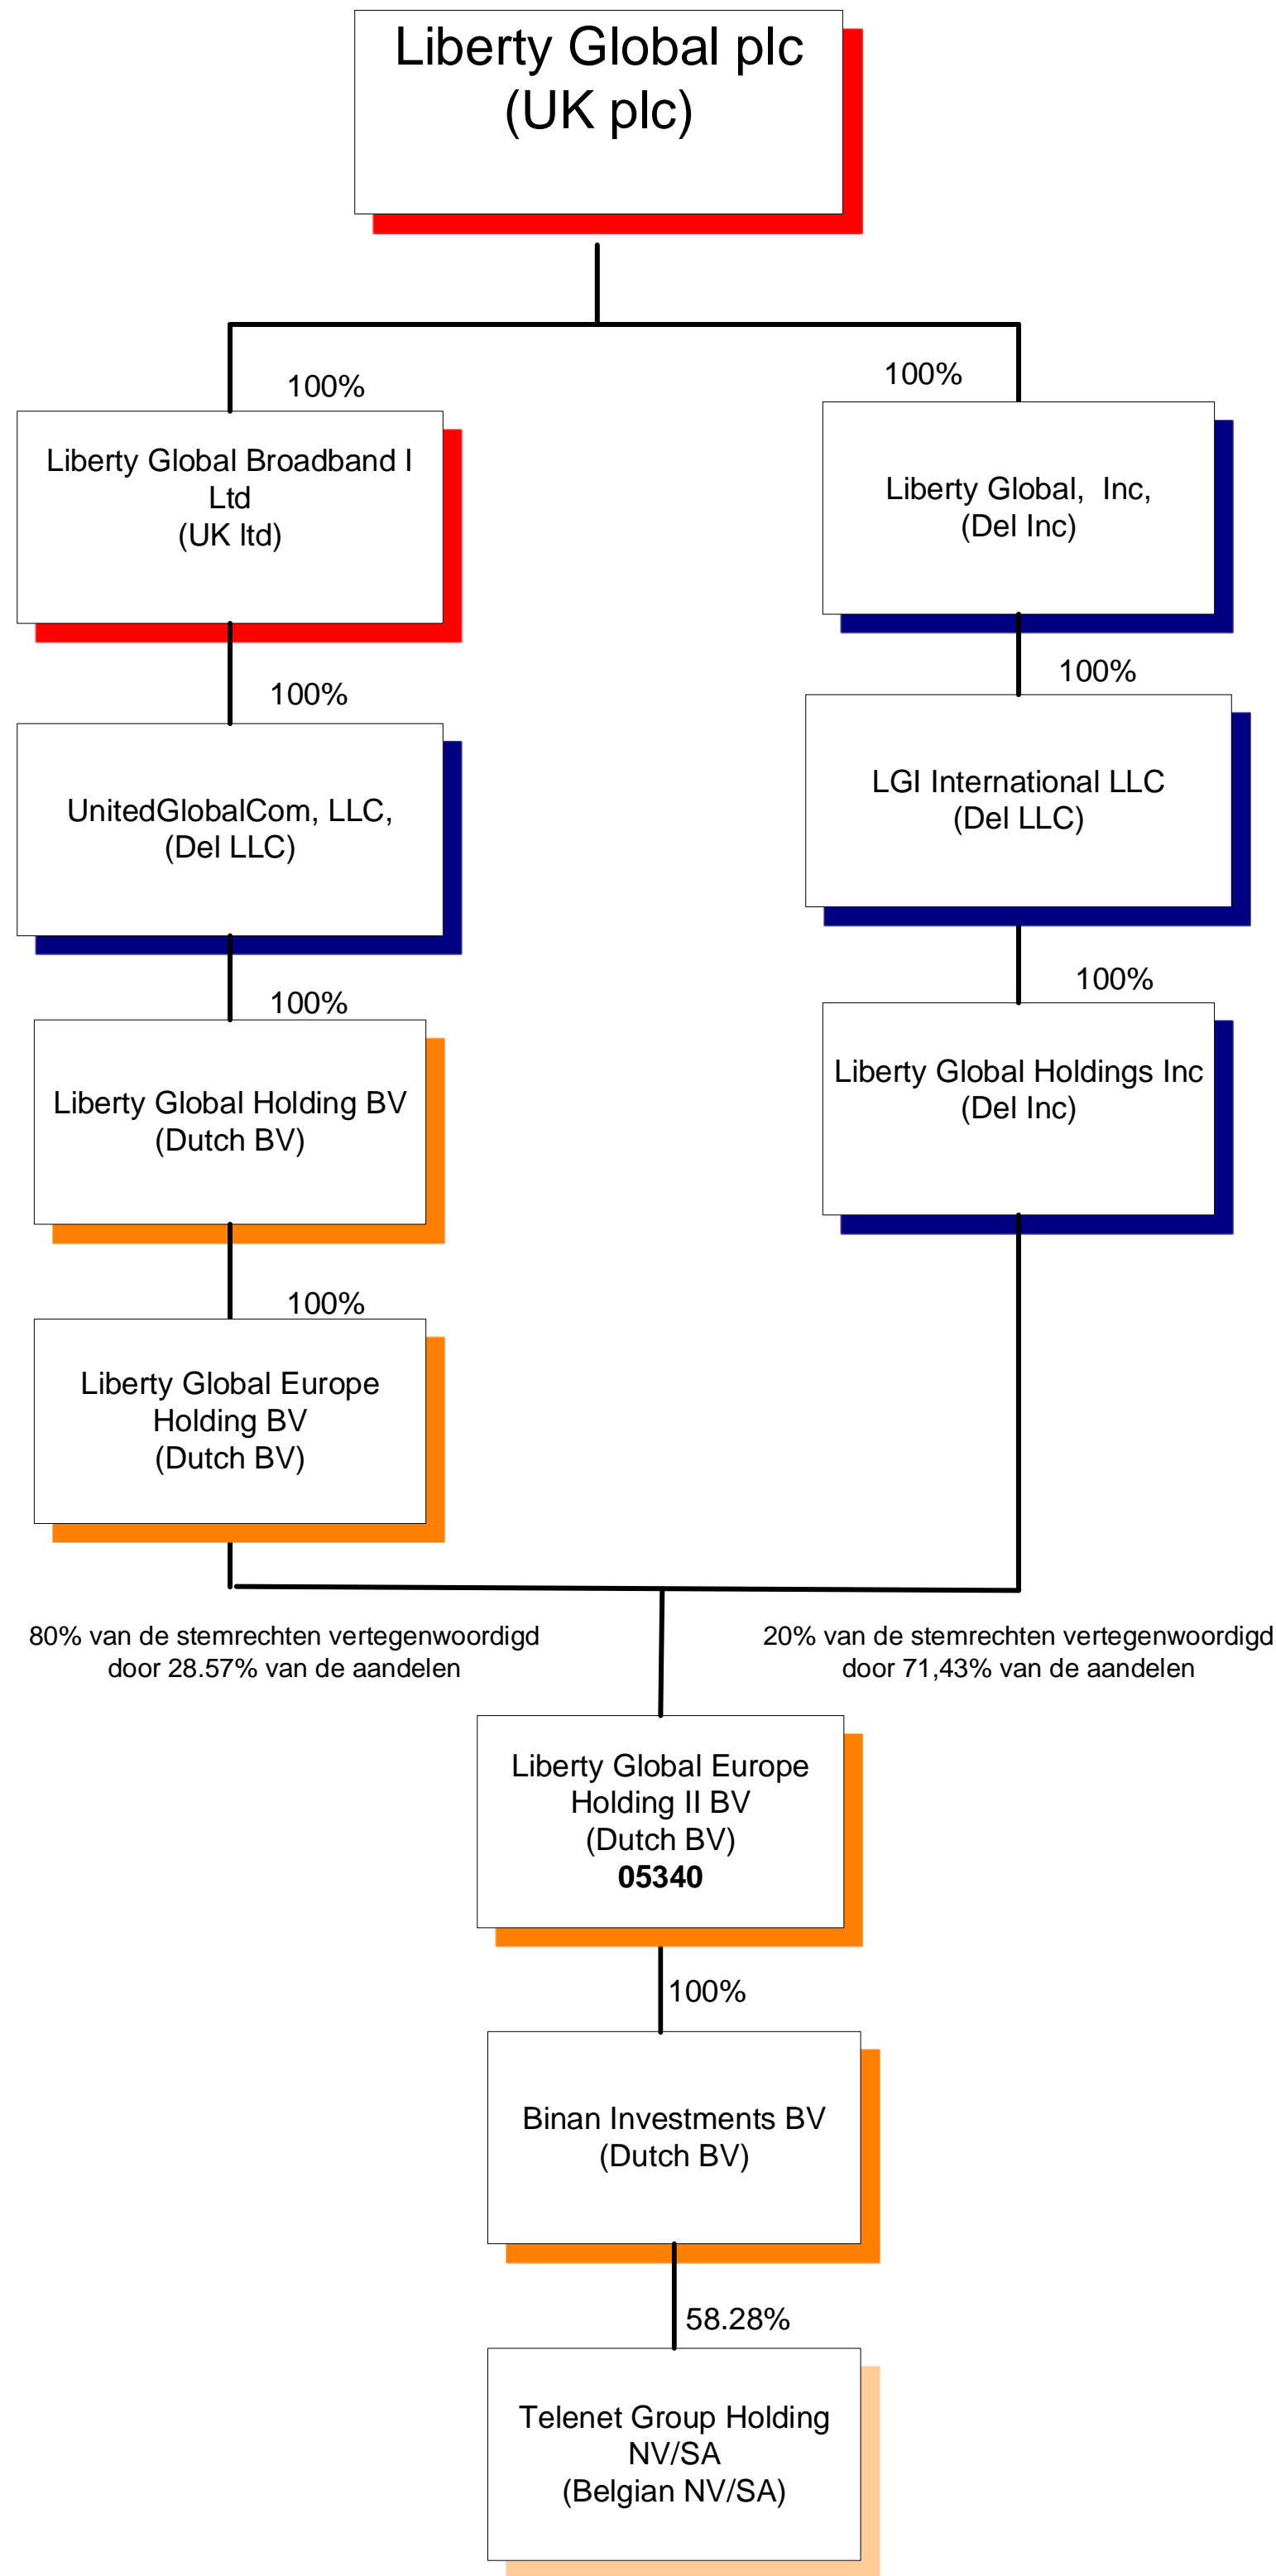 Liberty Global plc
(UK plc)
100%
100%
Liberty Global Broadband I
Ltd
(UK ltd)
Liberty Global,  Inc,
(Del Inc)
100%
100%
UnitedGlobalCom, LLC,
(Del LLC)
LGI International LLC
(Del LLC)
100%
100%
Liberty Global Holding BV
(Dutch BV)
Liberty Global Holdings Inc
(Del Inc)
100%
Liberty Global Europe
Holding BV
(Dutch BV)
80% van de stemrechten vertegenwoordigd
door 28.57% van de aandelen
20% van de stemrechten vertegenwoordigd
door 71,43% van de aandelen
Liberty Global Europe
Holding II BV
(Dutch BV)
05340
100%
Binan Investments BV
(Dutch BV)
58.28%
Telenet Group Holding
NV/SA
(Belgian NV/SA)